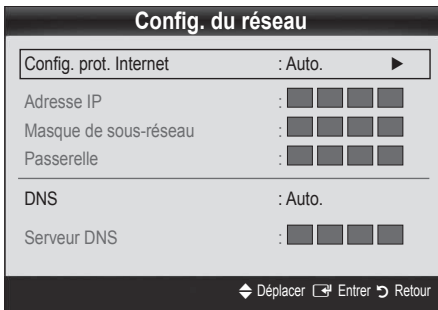 Config. du réseau
Config. prot. Internet : Auto. ►
Adresse IP :
Masque de sous-réseau :
Passerelle :
DNS : Auto.
Serveur DNS :
Déplacer Entrer Retour